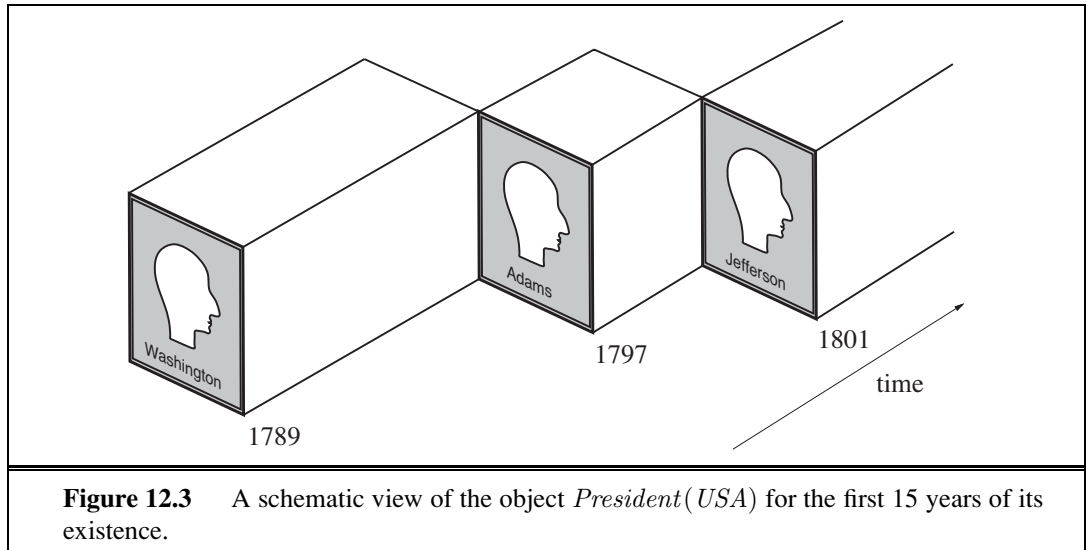 Washington
Adams
Jefferson
1789
1797
1801
time
Figure 12.3 A schematic view of the object President(USA) for the first 15 years of its
existence.